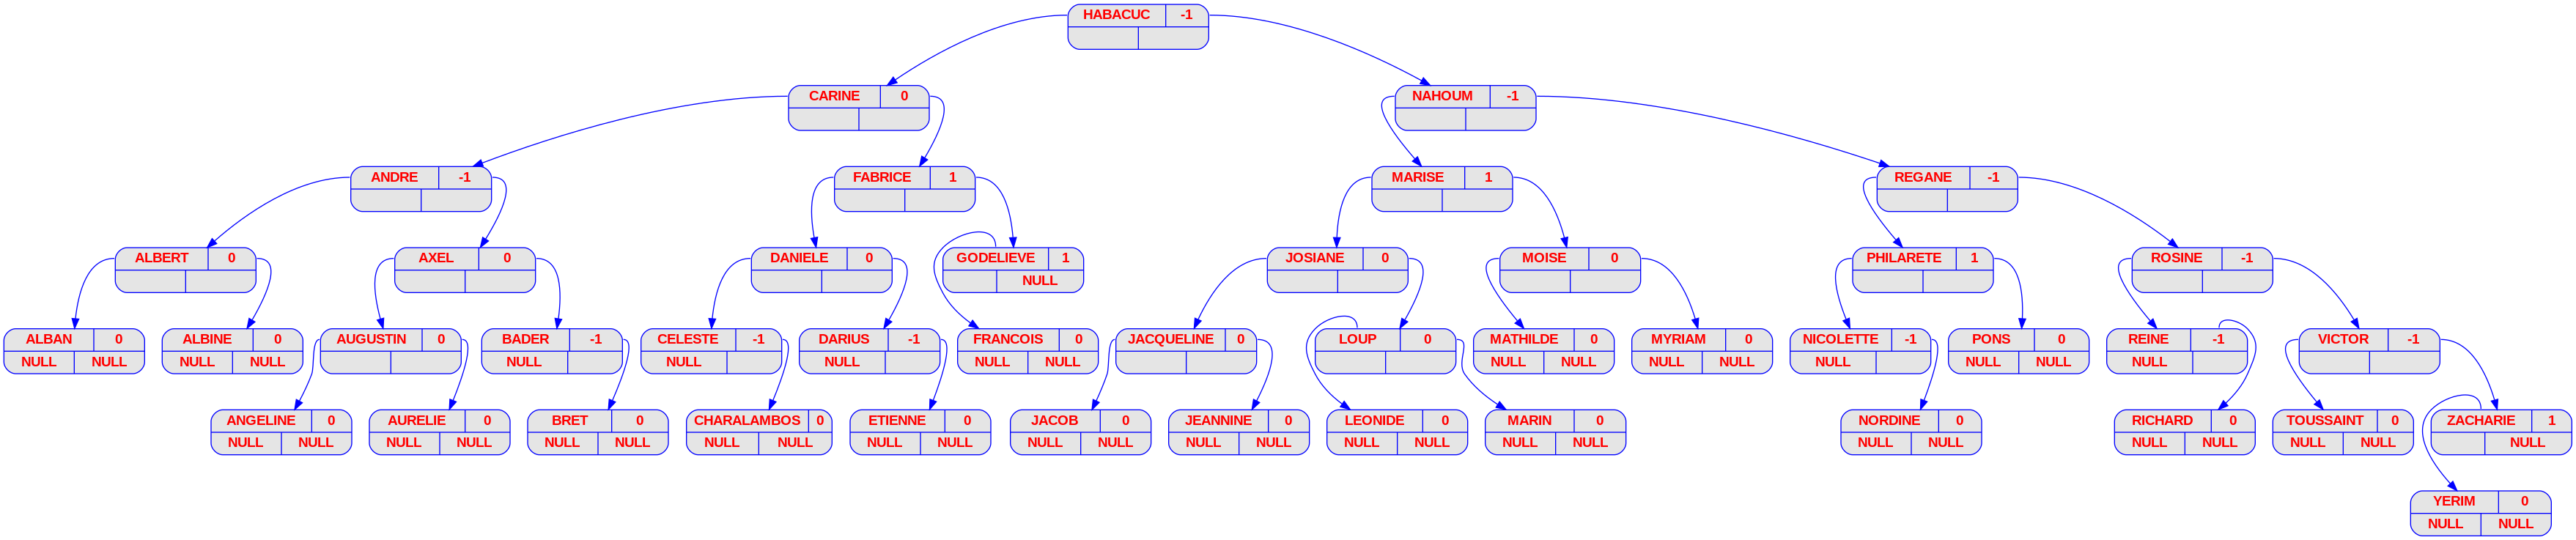 HABACUC -1
CARINE 0
NAHOUM -1
ANDRE -1
FABRICE 1
MARISE 1
REGANE -1
ALBERT 0
AXEL 0
DANIELE 0
GODELIEVE 1
NULL
JOSIANE 0
MOISE 0
PHILARETE 1
ROSINE -1
ALBAN 0
NULL NULL
ALBINE 0
NULL NULL
AUGUSTIN 0
BADER -1
NULL
CELESTE -1
NULL
DARIUS -1
NULL
FRANCOIS 0
NULL NULL
JACQUELINE 0
LOUP 0
MATHILDE 0
NULL NULL
MYRIAM 0
NULL NULL
NICOLETTE -1
NULL
PONS 0
NULL NULL
REINE -1
NULL
VICTOR -1
ANGELINE 0
NULL NULL
AURELIE 0
NULL NULL
BRET 0
NULL NULL
CHARALAMBOS 0
NULL NULL
ETIENNE 0
NULL NULL
JACOB 0
NULL NULL
JEANNINE 0
NULL NULL
LEONIDE 0
NULL NULL
MARIN 0
NULL NULL
NORDINE 0
NULL NULL
RICHARD 0
NULL NULL
TOUSSAINT 0
NULL NULL
ZACHARIE 1
NULL
YERIM 0
NULL NULL